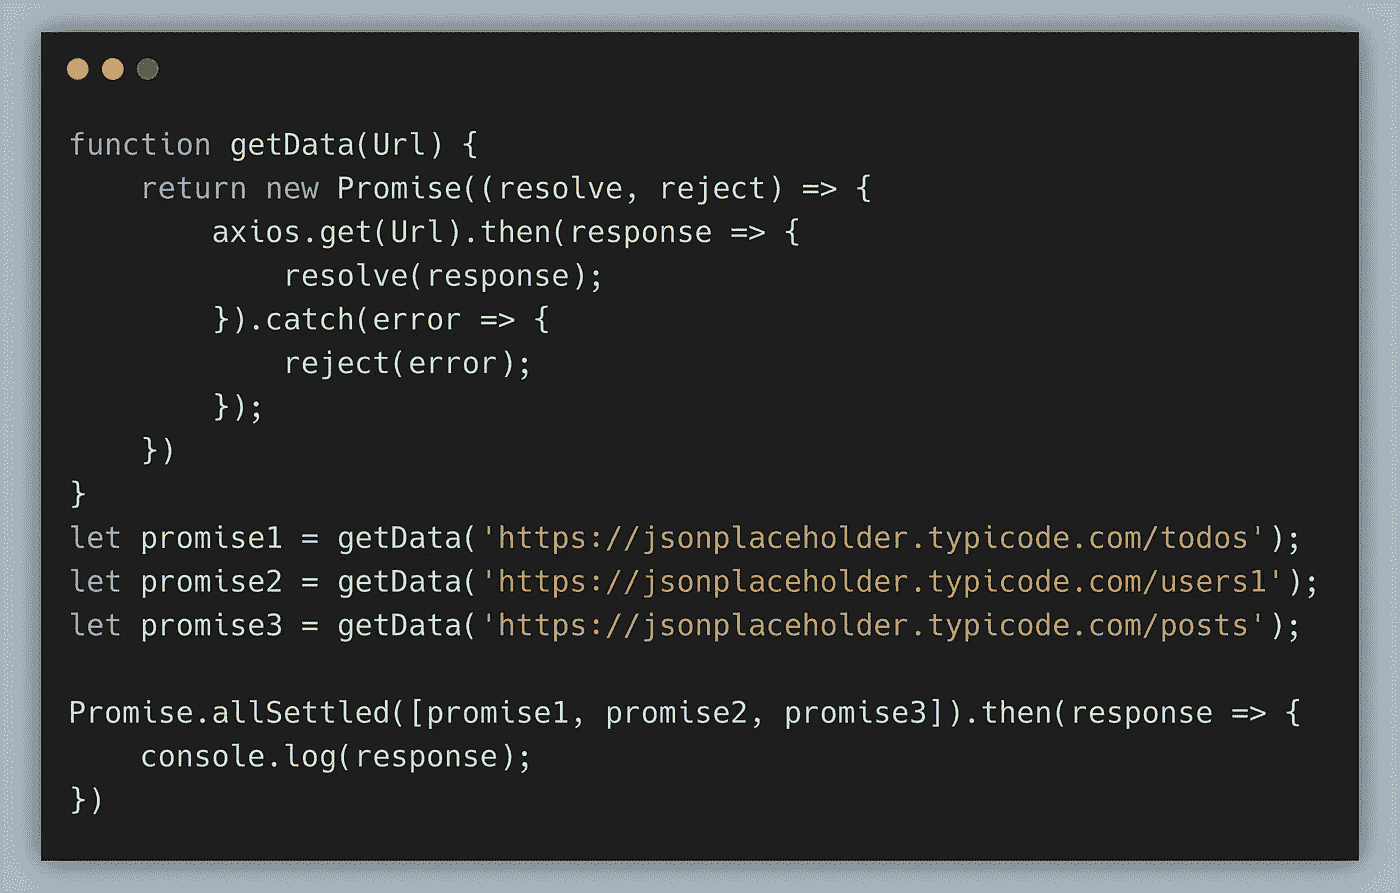 function getData(Url) {
    return new Promise((resolve, reject) => {
        axios.get(Url).then(response => {
            resolve(response);
        }).catch(error => {
            reject(error);
        });
    })
}
let promise1 = getData('https://jsonplaceholder.typicode.com/todos');
let promise2 = getData('https://jsonplaceholder.typicode.com/users1');
let promise3 = getData('https://jsonplaceholder.typicode.com/posts');

Promise.allSettled([promise1, promise2, promise3]).then(response => {
    console.log(response);
})